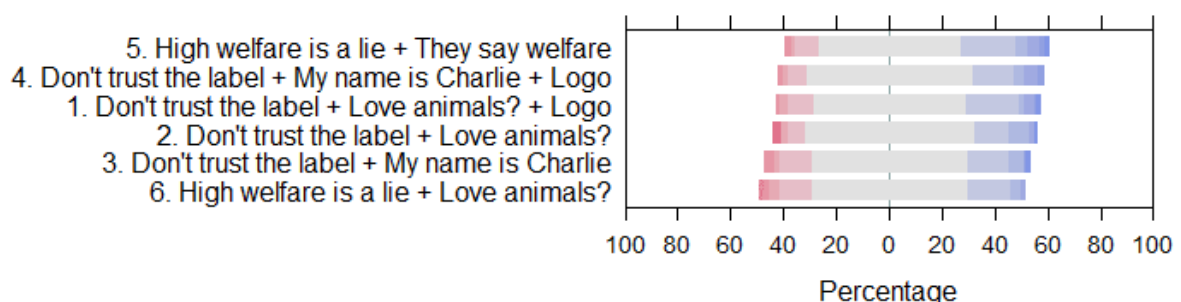 5. High welfare is a lie + They say welfare
4. Don't trust the label + My name is Charlie + Logo
1. Don't trust the label + Love animals? + Logo
2. Don't trust the label + Love animals?
3. Don't trust the label + My name is Charlie
6. High welfare is a lie + Love animals?
100 80 60 40 20 0 20 40 60 80 100
Percentage